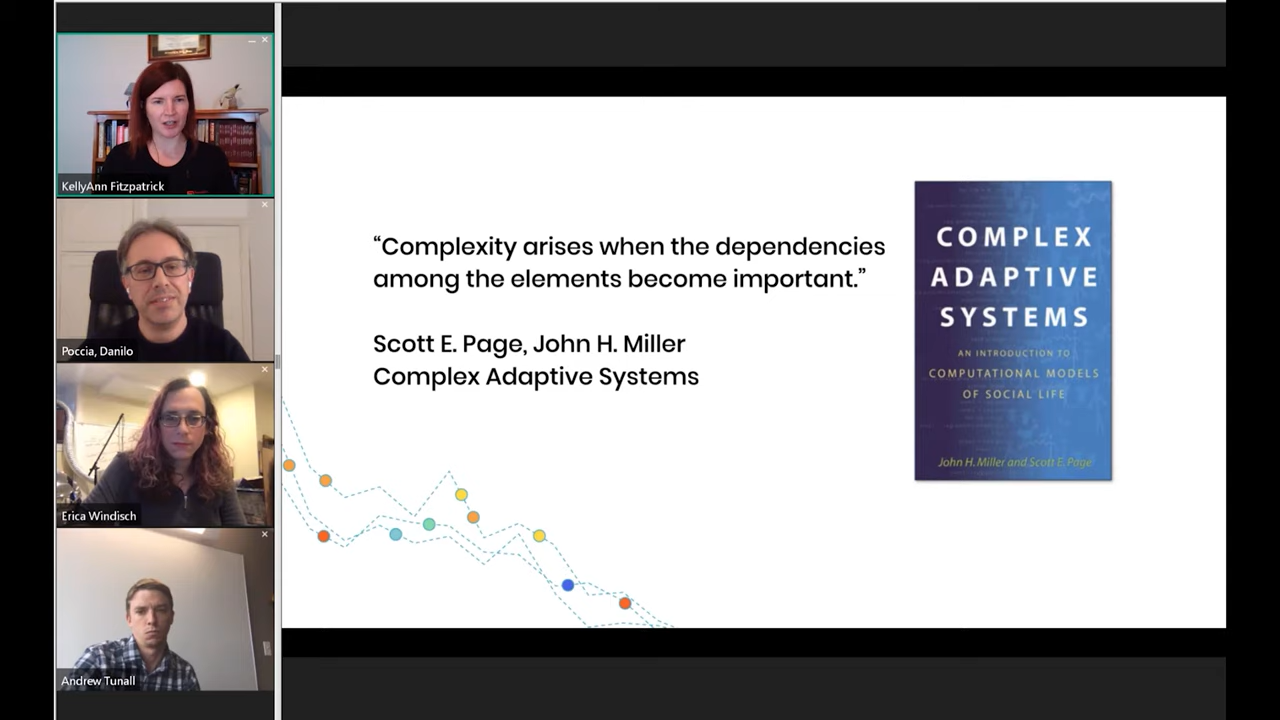 KellyAnn Fitzpatrick
Poccia, Danilo
Erica Windisch
Andrew Tunall
“Complexity arises when the dependencies
among the elements become important.”
Scott E. Page, John H. Miller
Complex Adaptive Systems
COMPLEX
ADAPTIVE
SYSTEMS
AN INTRODUCTION TO
COMPUTATIONAL MODELS
OF SOCIAL LIFE
John H. Miller and Scott E. Page